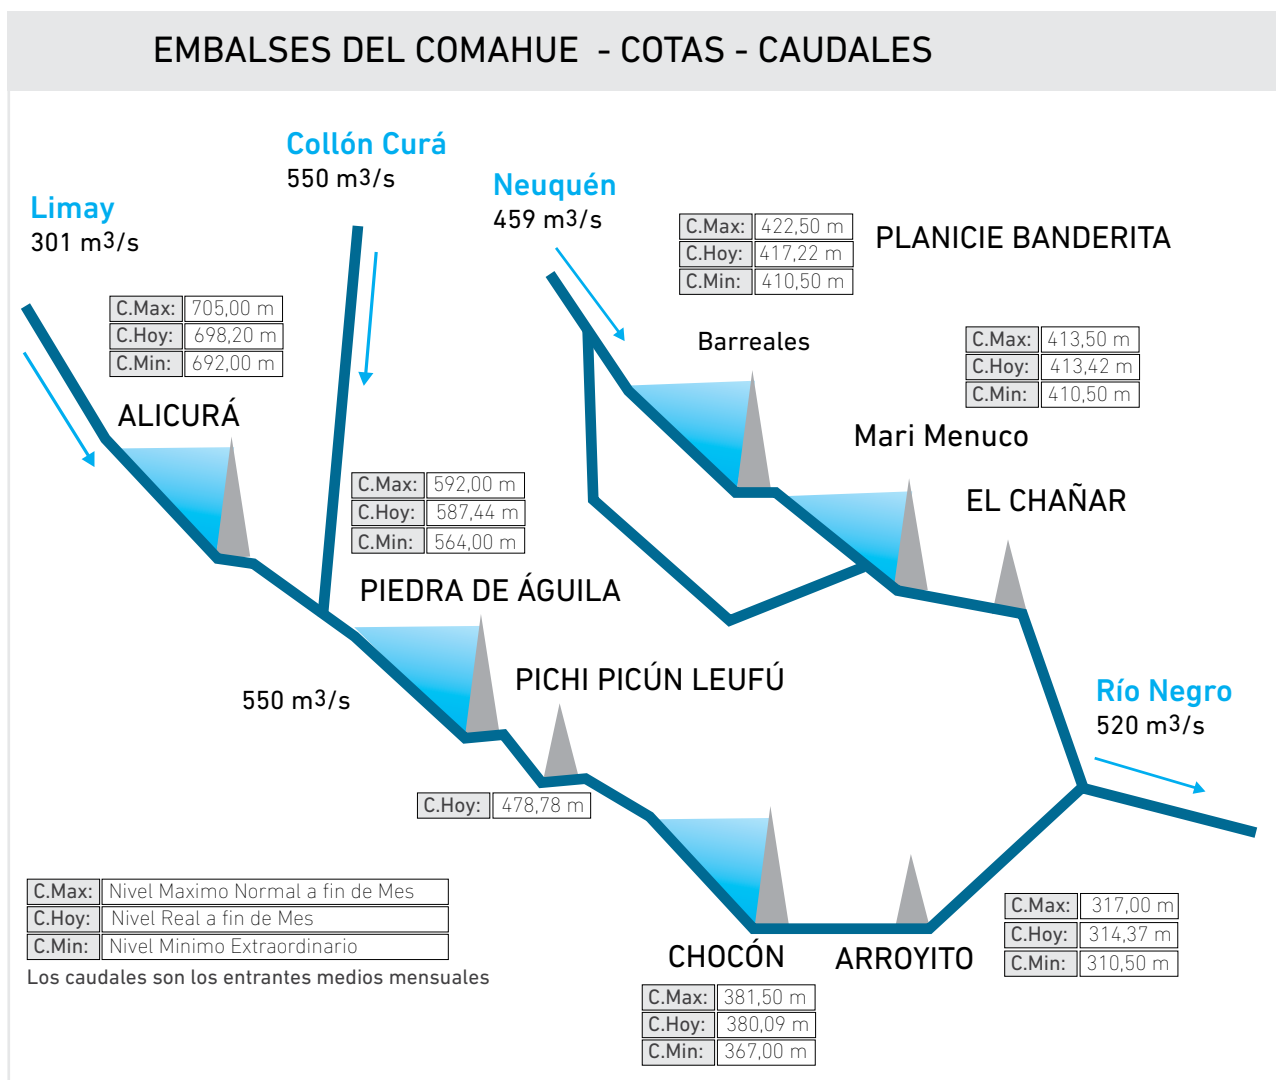 EMBALSES DEL COMAHUE - COTAS - CAUDALES
Collón Curá
550 m3/s
Limay
301 m3/s
Neuquén
459 m3/s
C.Max: 422,50 m
C.Hoy: 417,22 m
C.Min: 410,50 m
PLANICIE BANDERITA
C.Max: 705,00 m
C.Hoy: 698,20 m
C.Min: 692,00 m
ALICURÁ
Barreales
C.Max: 413,50 m
C.Hoy: 413,42 m
C.Min: 410,50 m
Mari Menuco
EL CHAÑAR
C.Max: 592,00 m
C.Hoy: 587,44 m
C.Min: 564,00 m
PIEDRA DE ÁGUILA
550 m3/s
PICHI PICÚN LEUFÚ
C.Hoy: 478,78 m
Río Negro
520 m3/s
C.Max: Nivel Maximo Normal a fin de Mes
C.Hoy: Nivel Real a fin de Mes
C.Min: Nivel Minimo Extraordinario
Los caudales son los entrantes medios mensuales
CHOCÓN
C.Max: 381,50 m
C.Hoy: 380,09 m
C.Min: 367,00 m
ARROYITO
C.Max: 317,00 m
C.Hoy: 314,37 m
C.Min: 310,50 m